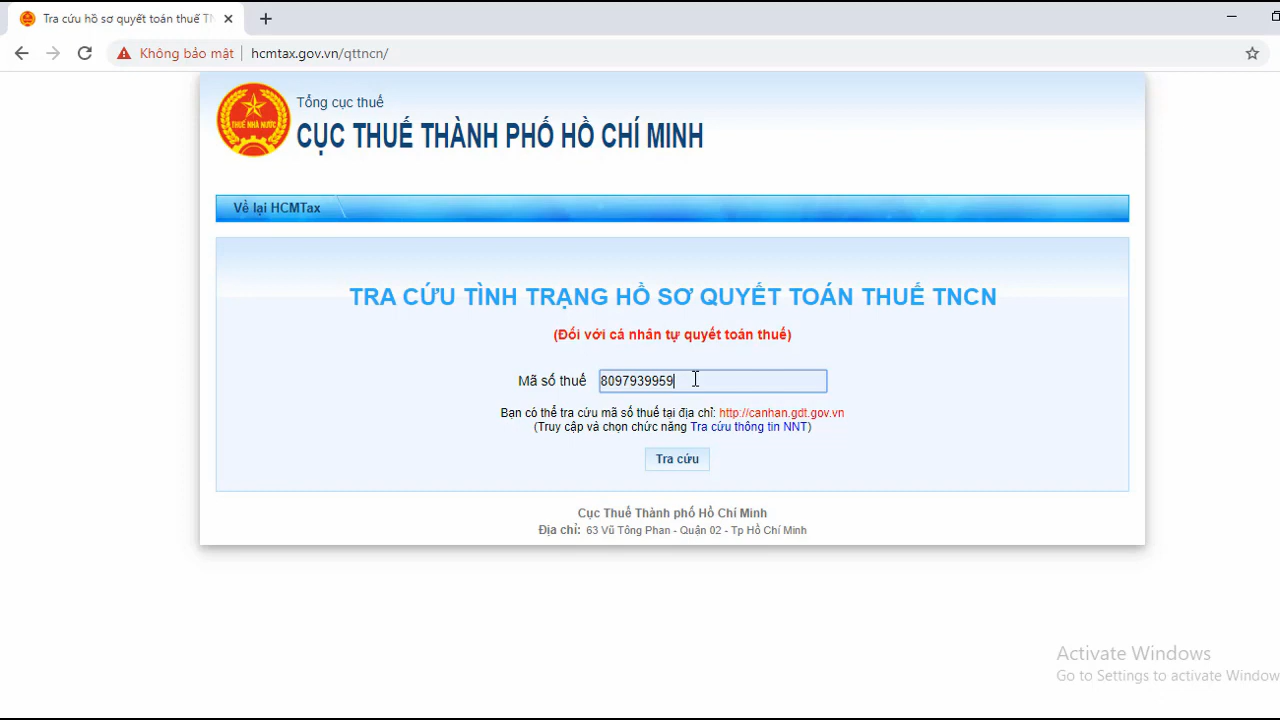 Tra cứu hồ sơ quyết toán thuế TN
Không bảo mật
hcmtax.gov.vn/qttncn/
THUẾ NHÀ NƯỚC
Tổng cục thuế
CỤC THUẾ THÀNH PHỐ HỒ CHÍ MINH
Về lại HCMTax
TRA CỨU TÌNH TRẠNG HỒ SƠ QUYẾT TOÁN THUẾ TNCN
(Đối với cá nhân tự quyết toán thuế)
Mã số thuế 8097939959
Bạn có thể tra cứu mã số thuế tại địa chỉ: http://canhan.gdt.gov.vn
(Truy cập và chọn chức năng Tra cứu thông tin NNT)
Tra cứu
Cục Thuế Thành phố Hồ Chí Minh
Địa chỉ: 63 Vũ Tông Phan - Quận 02 - Tp Hồ Chí Minh
Activate Windows
Go to Settings to activate Window